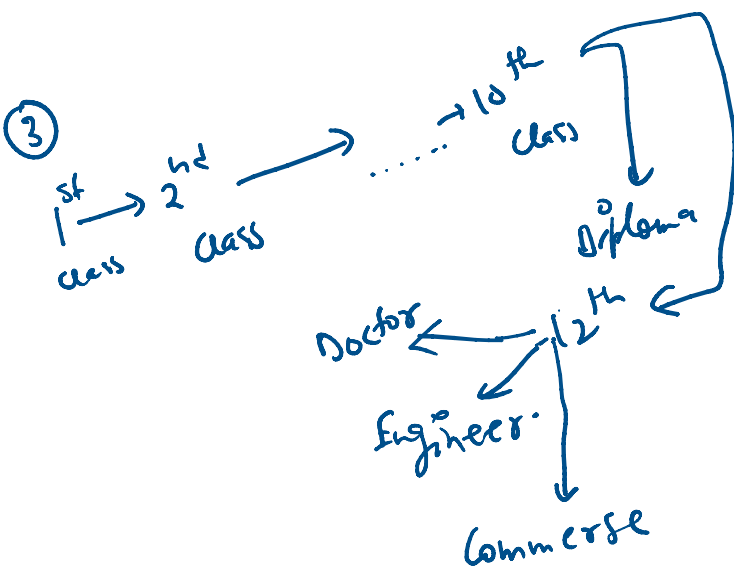 3
1st → 2nd → ...... → 10th
class class class
Diploma
12th
Doctor
Engineer.
Commerse